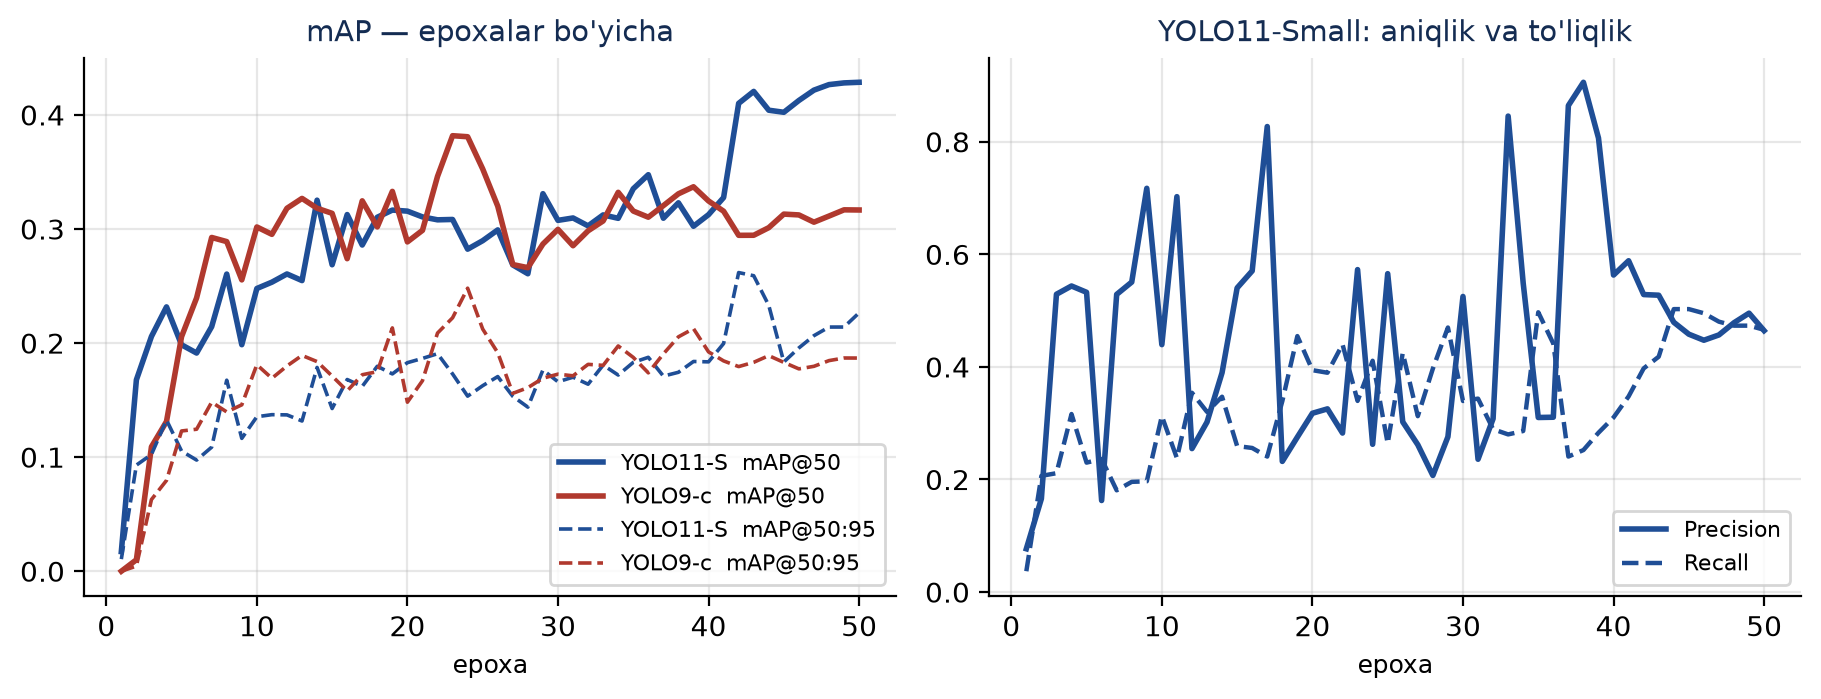 mAP — epoxalar bo'yicha
0.4
0.3
0.2
0.1
0.0
YOLO11-S mAP@50
YOLO9-c mAP@50
YOLO11-S mAP@50:95
YOLO9-c mAP@50:95
0 10 20 30 40 50
epoxa
YOLO11-Small: aniqlik va to'liqlik
0.8
0.6
0.4
0.2
0.0
Precision
Recall
0 10 20 30 40 50
epoxa